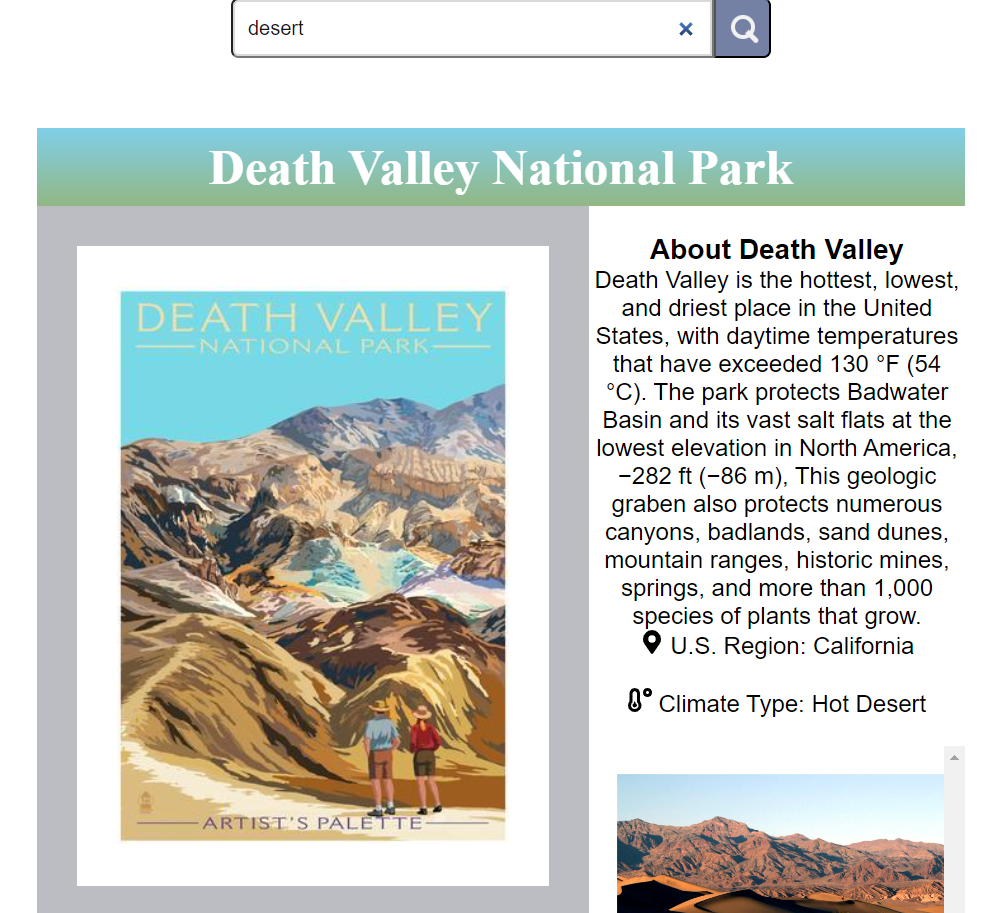 desert
Death Valley National Park
DEATH VALLEY
NATIONAL PARK
ARTIST'S PALETTE
About Death Valley
Death Valley is the hottest, lowest,
and driest place in the United
States, with daytime temperatures
that have exceeded 130 °F (54
°C). The park protects Badwater
Basin and its vast salt flats at the
lowest elevation in North America,
−282 ft (−86 m), This geologic
graben also protects numerous
canyons, badlands, sand dunes,
mountain ranges, historic mines,
springs, and more than 1,000
species of plants that grow.
U.S. Region: California
Climate Type: Hot Desert